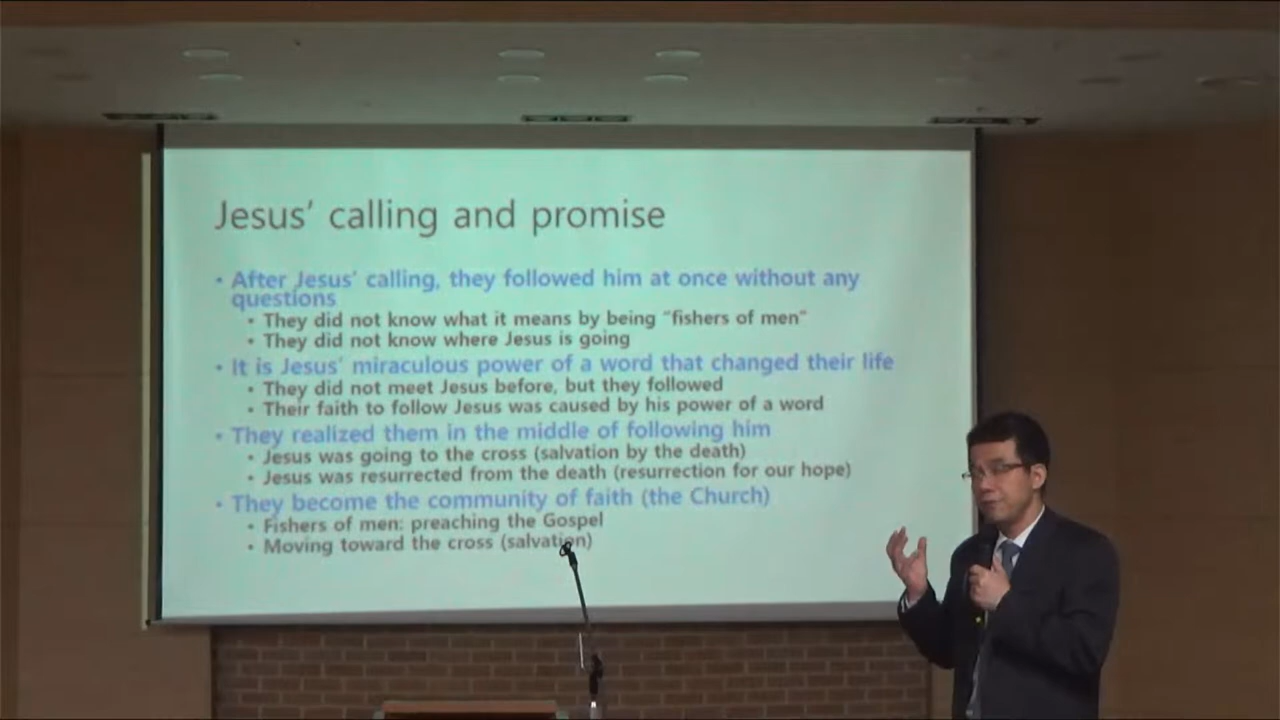 Jesus' calling and promise
• After Jesus' calling, they followed him at once without any
questions
• They did not know what it means by being "fishers of men"
• They did not know where Jesus is going
• It is Jesus' miraculous power of a word that changed their life
• They did not meet Jesus before, but they followed
• Their faith to follow Jesus was caused by his power of a word
• They realized them in the middle of following him
• Jesus was going to the cross (salvation by the death)
• Jesus was resurrected from the death (resurrection for our hope)
• They become the community of faith (the Church)
• Fishers of men: preaching the Gospel
• Moving toward the cross (salvation)